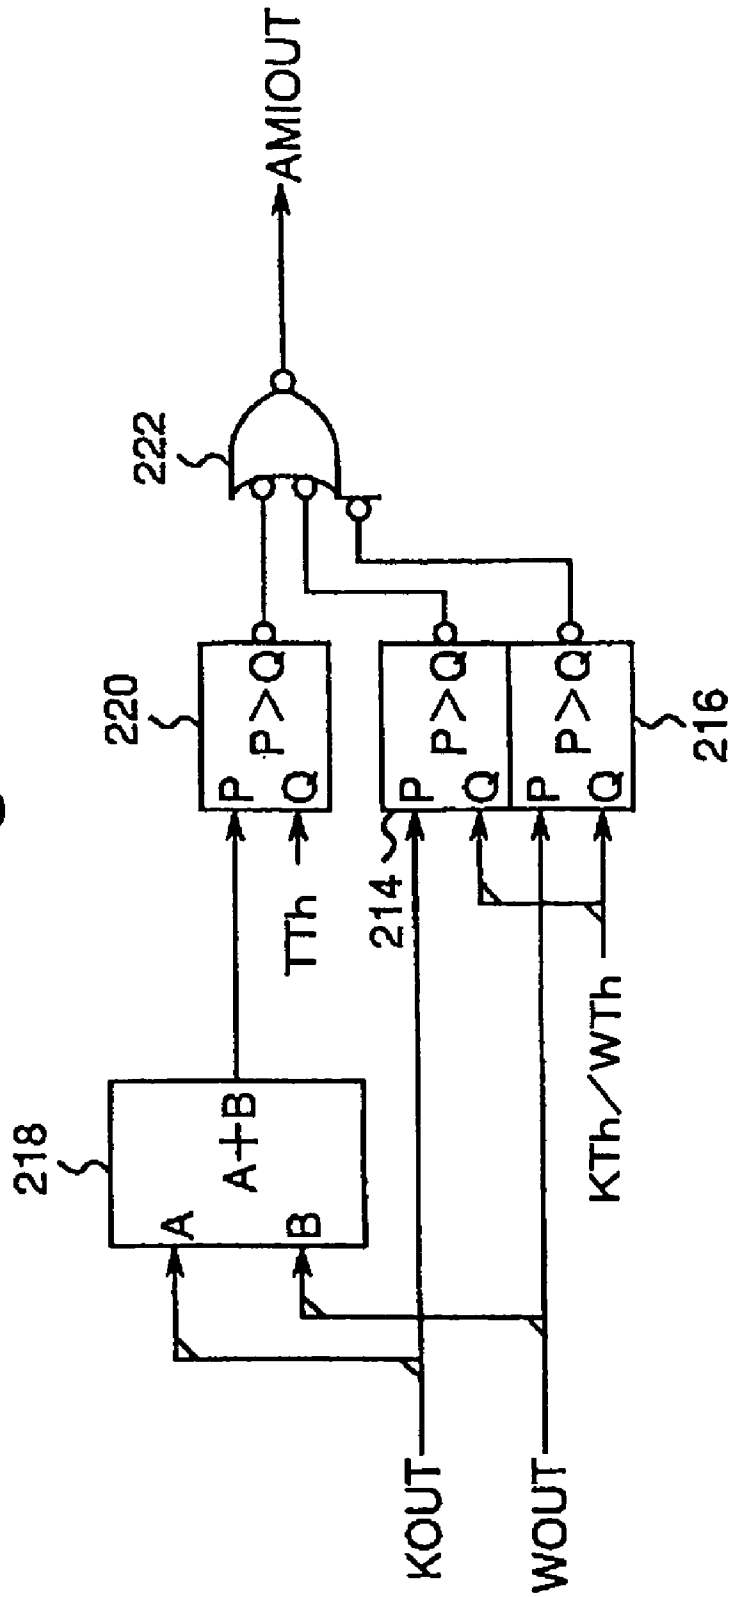 218
A
A+B
B
220
P
P>Q
Q
TTh
222
AMIOUT
214
P
P>Q
Q
P
P>Q
Q
216
KOUT
WOUT
KTh/WTh